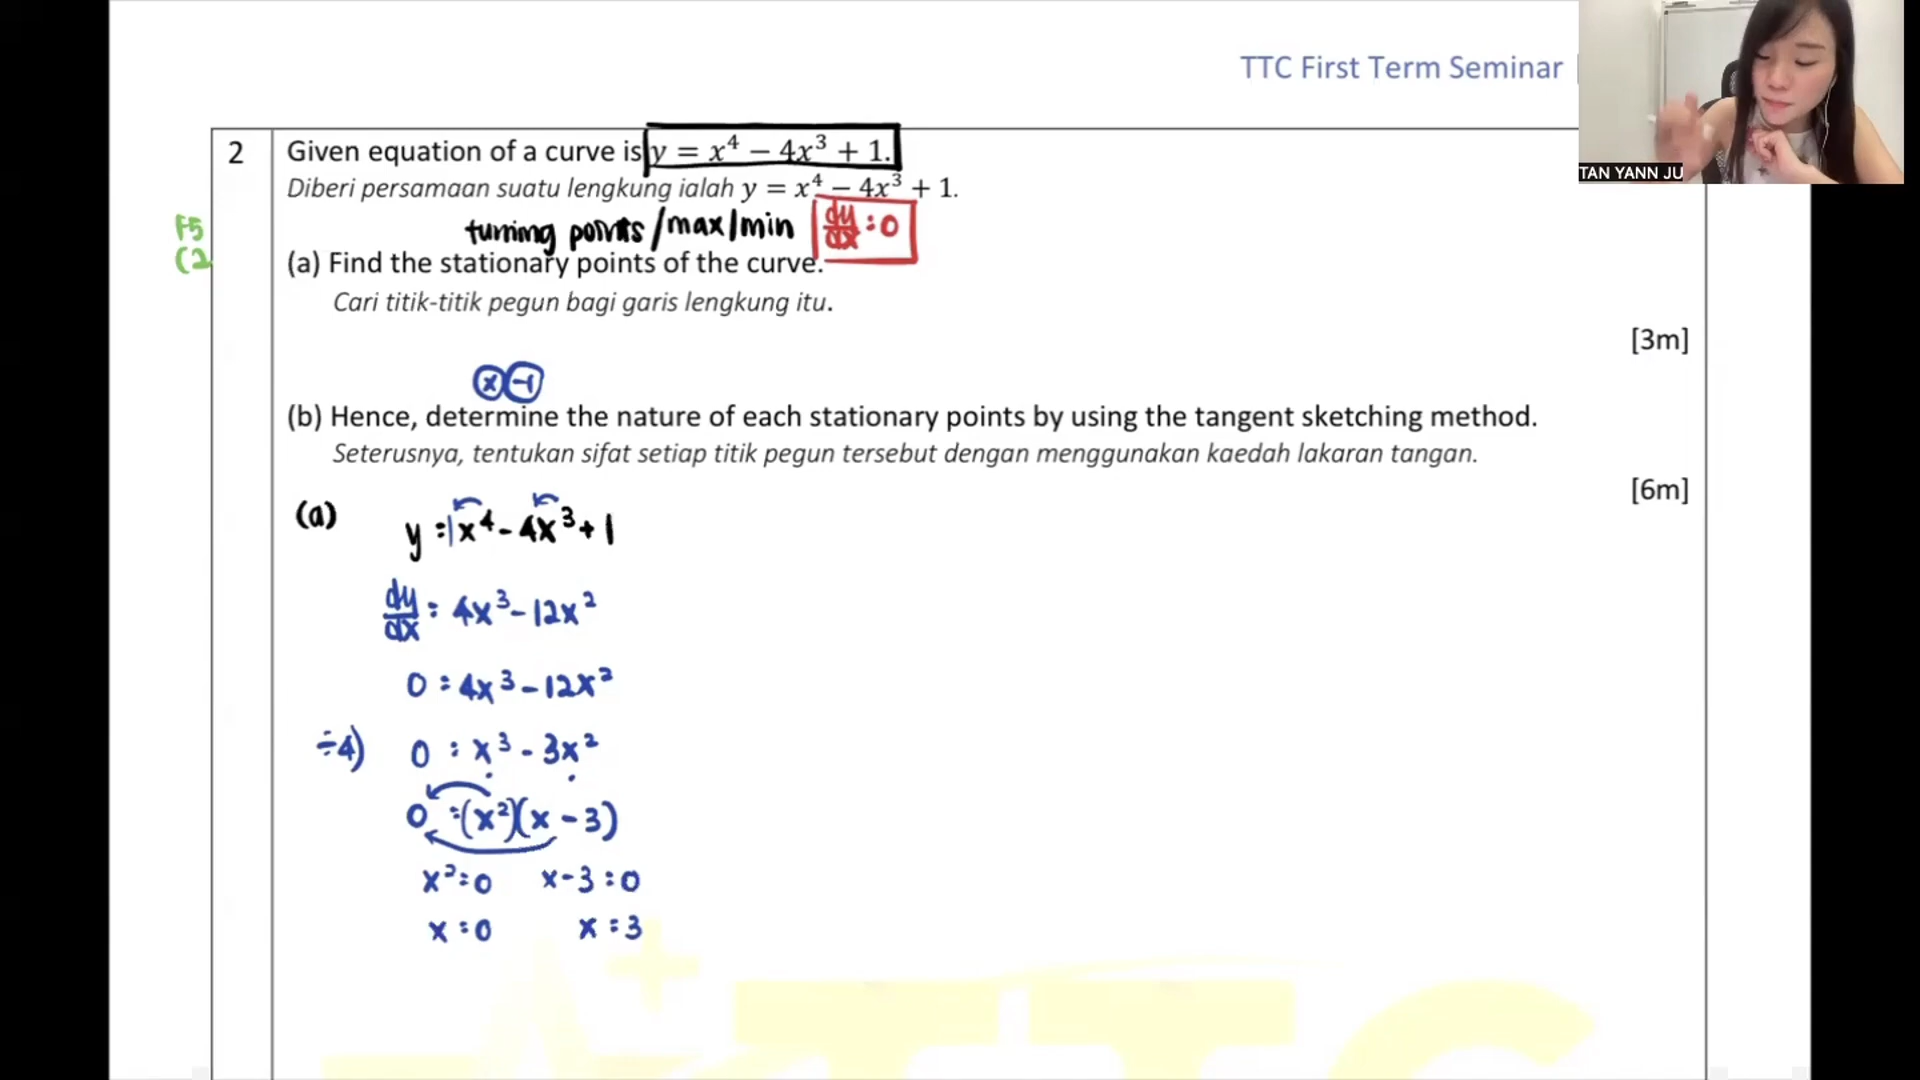 TTC First Term Seminar
TAN YANN JU
2
Given equation of a curve is y = x⁴ − 4x³ + 1.
Diberi persamaan suatu lengkung ialah y = x⁴ − 4x³ + 1.
F5
C2
turning points/max/min
dy/dx = 0
(a) Find the stationary points of the curve.
Cari titik-titik pegun bagi garis lengkung itu.
[3m]
x -1
(b) Hence, determine the nature of each stationary points by using the tangent sketching method.
Seterusnya, tentukan sifat setiap titik pegun tersebut dengan menggunakan kaedah lakaran tangan.
[6m]
(a)
y = 1x⁴ - 4x³ + 1
dy/dx = 4x³ - 12x²
0 = 4x³ - 12x²
÷4) 0 = x³ - 3x²
0 = (x²)(x - 3)
x² = 0 x - 3 = 0
x = 0 x = 3
A+ TTC